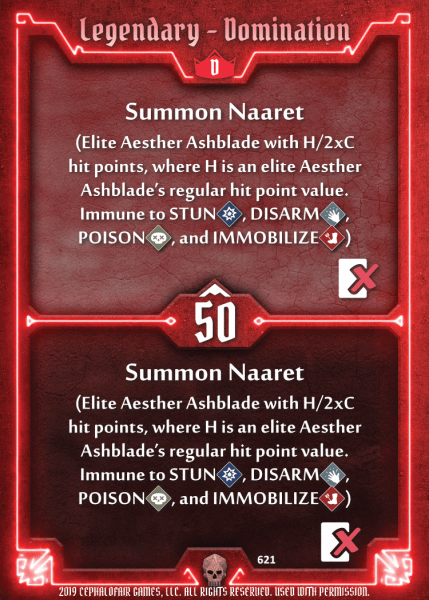 Legendary - Domination
D
Summon Naaret
(Elite Aesther Ashblade with H/2xC
hit points, where H is an elite Aesther
Ashblade's regular hit point value.
Immune to STUN, DISARM,
POISON, and IMMOBILIZE)
50
Summon Naaret
(Elite Aesther Ashblade with H/2xC
hit points, where H is an elite Aesther
Ashblade's regular hit point value.
Immune to STUN, DISARM,
POISON, and IMMOBILIZE)
621
2019 CEPHALOFAIR GAMES, LLC. ALL RIGHTS RESERVED. USED WITH PERMISSION.